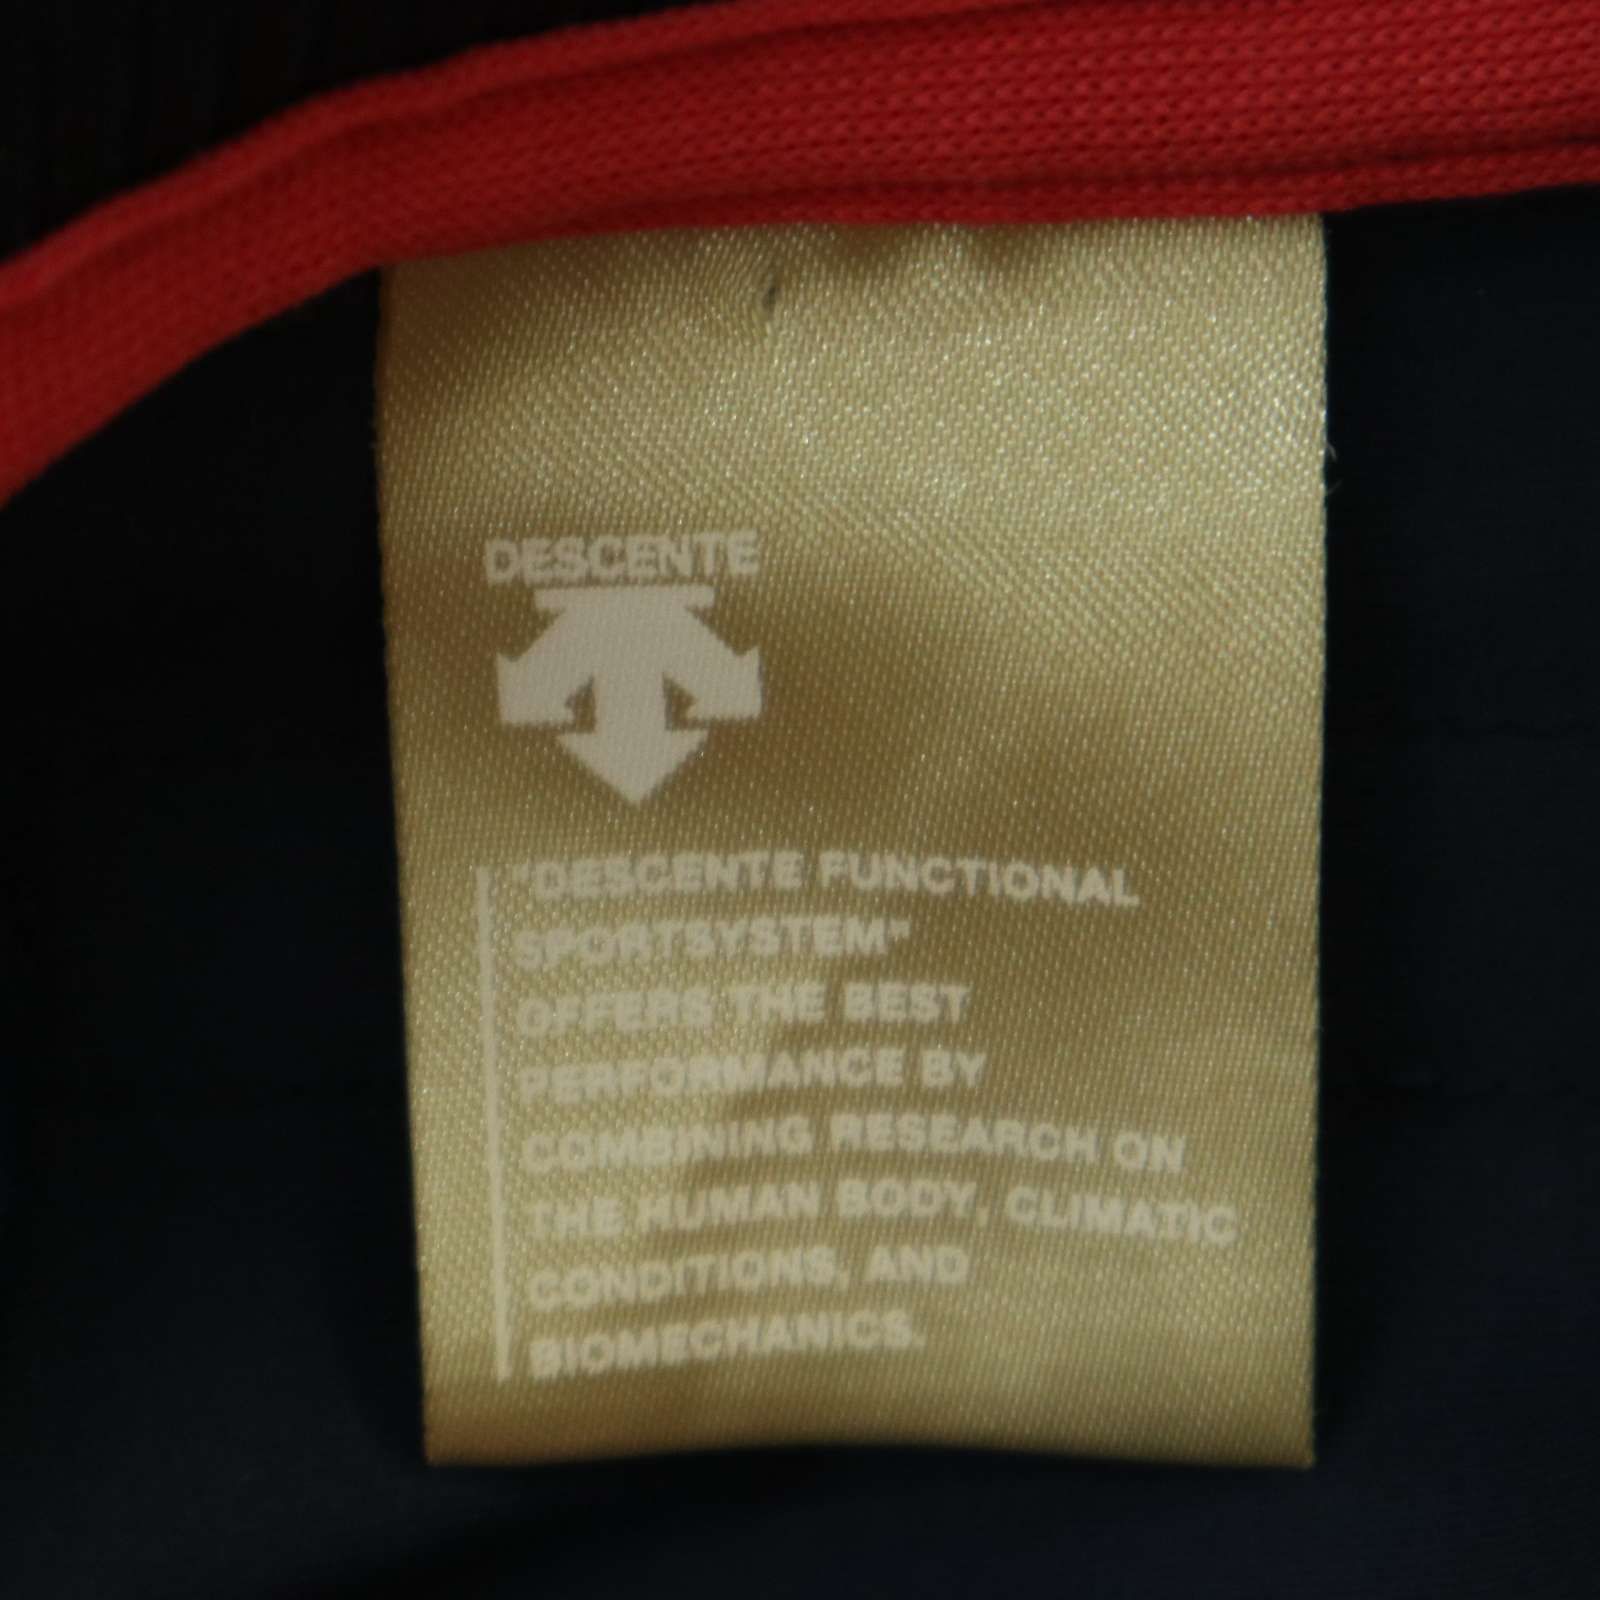 DESCENTE
"DESCENTE FUNCTIONAL
SPORTSYSTEM"
OFFERS THE BEST
PERFORMANCE BY
COMBINING RESEARCH ON
THE HUMAN BODY, CLIMATIC
CONDITIONS, AND
BIOMECHANICS.